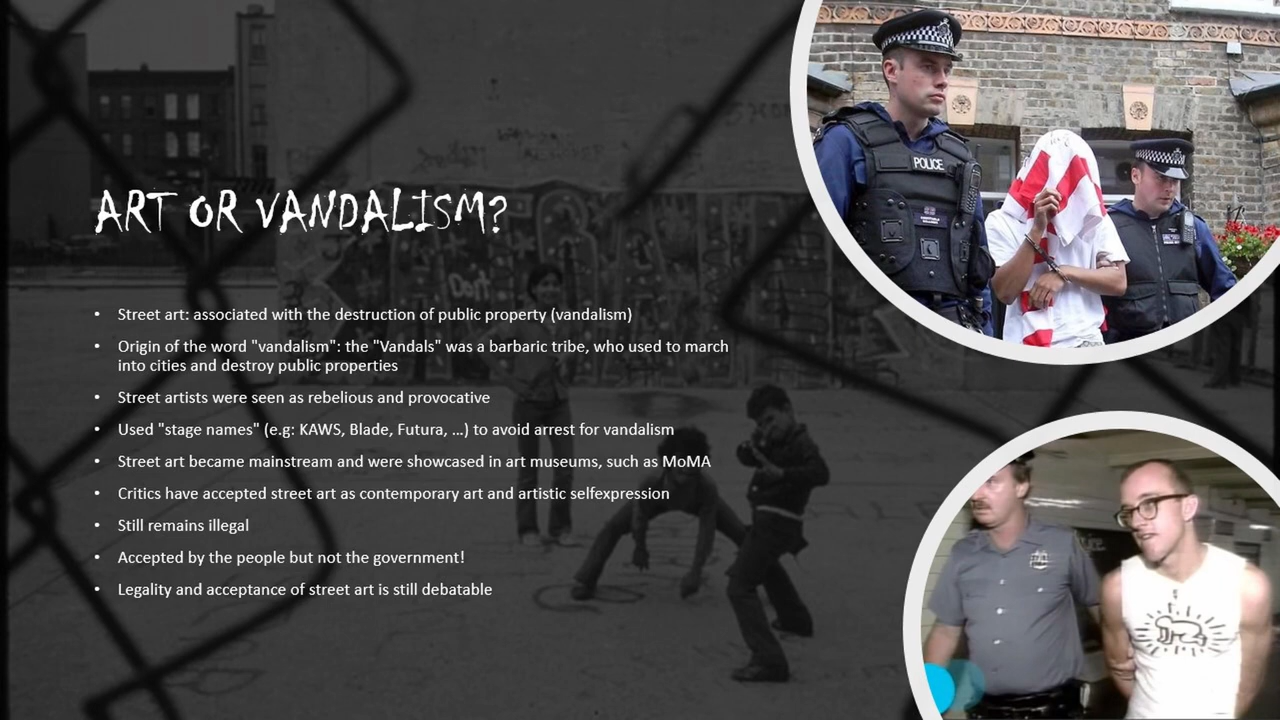 ART OR VANDALISM?
• Street art: associated with the destruction of public property (vandalism)
• Origin of the word "vandalism": the "Vandals" was a barbaric tribe, who used to march
into cities and destroy public properties
• Street artists were seen as rebelious and provocative
• Used "stage names" (e.g: KAWS, Blade, Futura, …) to avoid arrest for vandalism
• Street art became mainstream and were showcased in art museums, such as MoMA
• Critics have accepted street art as contemporary art and artistic selfexpression
• Still remains illegal
• Accepted by the people but not the government!
• Legality and acceptance of street art is still debatable
POLICE